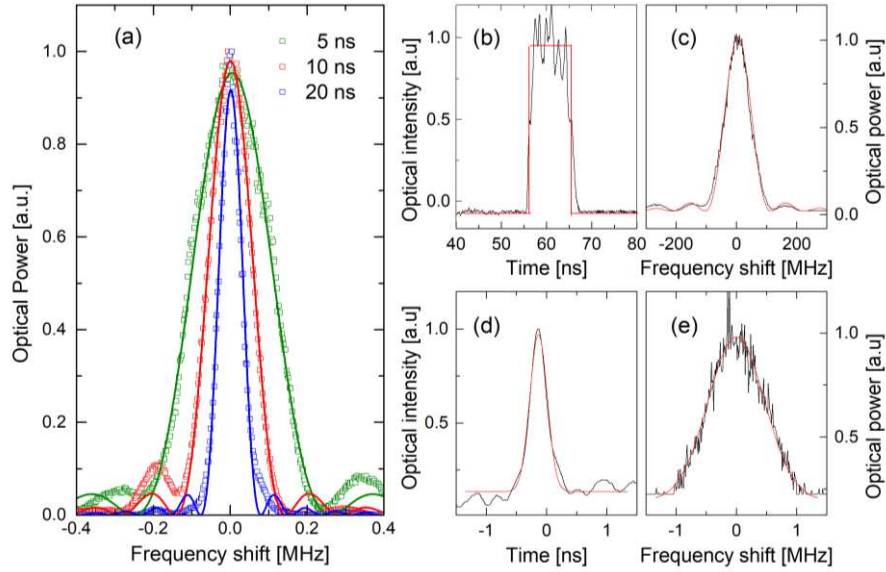 (a)
5 ns
10 ns
20 ns
Optical Power [a.u.]
1.0
0.8
0.6
0.4
0.2
0.0
-0.4 -0.2 0.0 0.2 0.4
Frequency shift [MHz]
(b)
Optical intensity [a.u]
1.0
0.5
0.0
40 50 60 70 80
Time [ns]
(c)
1.0
0.5
0.0
Optical power [a.u]
-200 0 200
Frequency shift [MHz]
(d)
Optical intensity [a.u]
1.0
0.5
-1 0 1
Time [ns]
(e)
1.0
0.5
Optical power [a.u]
-1 0 1
Frequency shift [MHz]